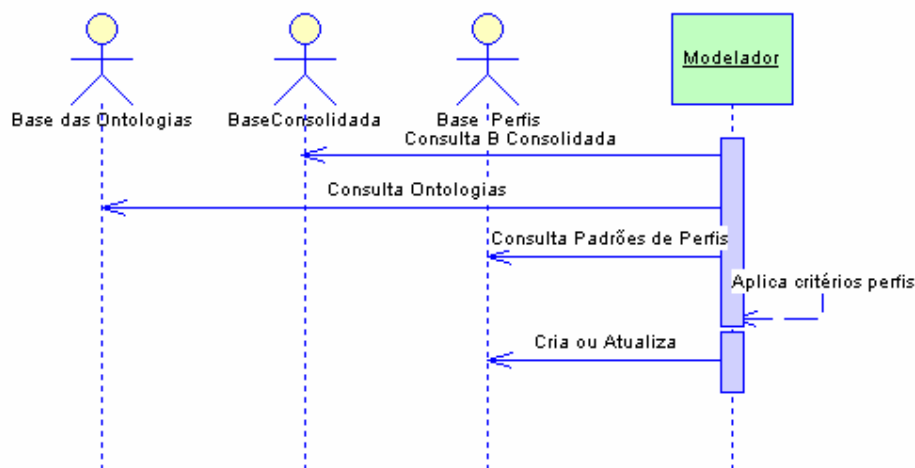 Modelador
Base das Ontologias
BaseConsolidada
Base Perfis
Consulta B Consolidada
Consulta Ontologias
Consulta Padrões de Perfis
Aplica critérios perfis
Cria ou Atualiza